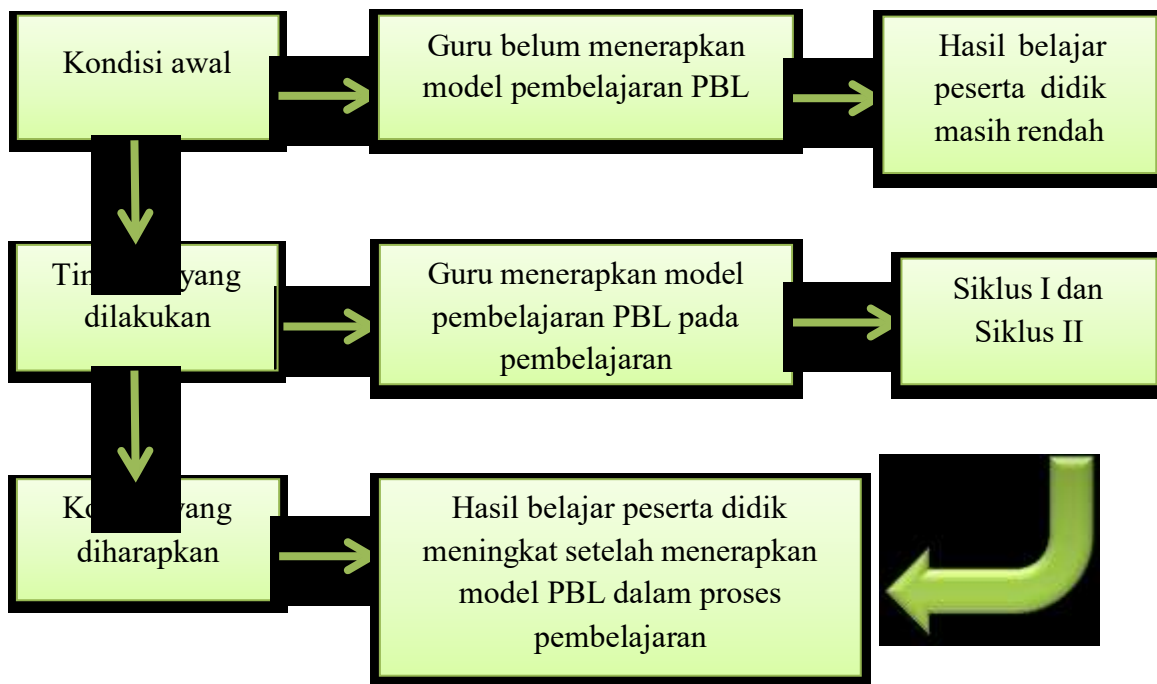 Kondisi awal
Guru belum menerapkan
model pembelajaran PBL
Hasil belajar
peserta didik
masih rendah
yang
dilakukan
Guru menerapkan model
pembelajaran PBL pada
pembelajaran
Siklus I dan
Siklus II
yang
diharapkan
Hasil belajar peserta didik
meningkat setelah menerapkan
model PBL dalam proses
pembelajaran